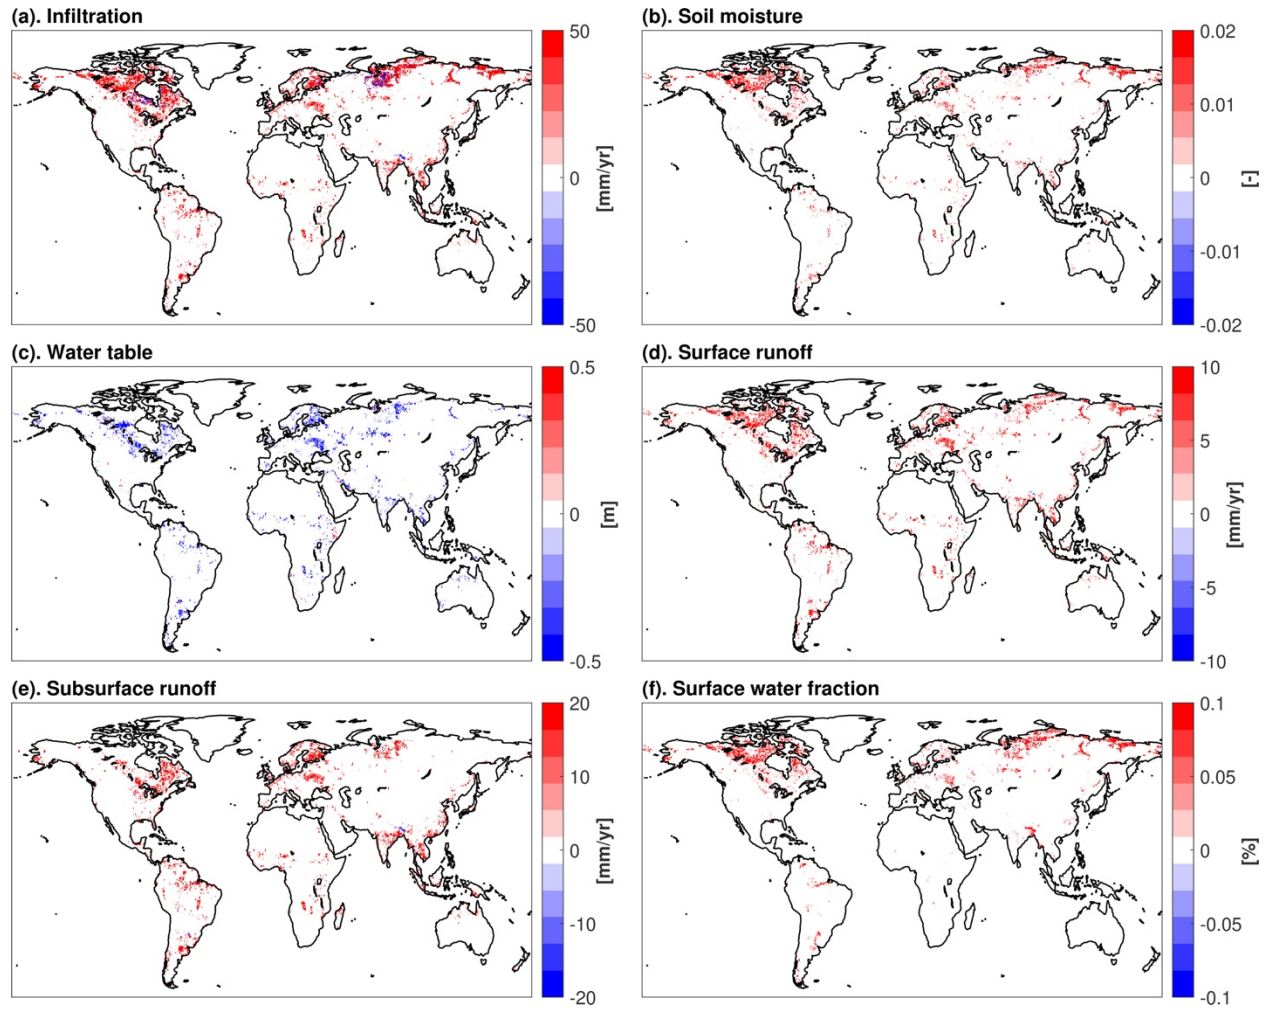 (a). Infiltration
50
0
-50
[mm/yr]
(b). Soil moisture
0.02
0.01
0
-0.01
-0.02
[-]
(c). Water table
0.5
0
-0.5
[m]
(d). Surface runoff
10
5
0
-5
-10
[mm/yr]
(e). Subsurface runoff
20
10
0
-10
-20
[mm/yr]
(f). Surface water fraction
0.1
0.05
0
-0.05
-0.1
[%]